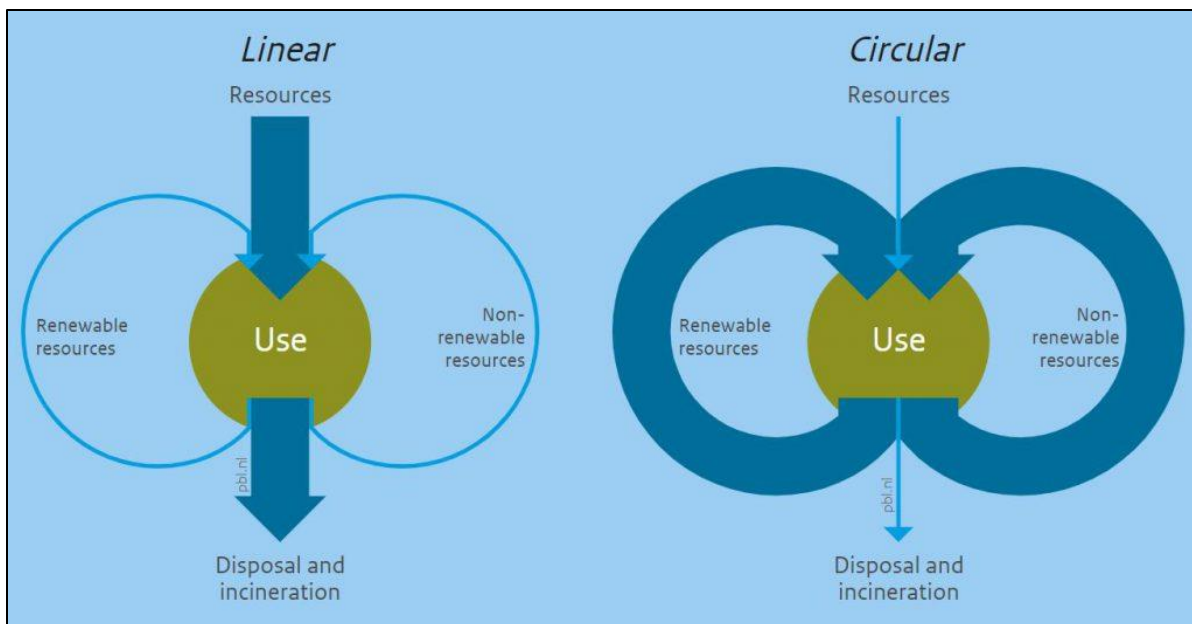 Linear
Resources
Renewable
resources
Use
Non-
renewable
resources
pbl.nl
Disposal and
incineration
Circular
Resources
Renewable
resources
Use
Non-
renewable
resources
pbl.nl
Disposal and
incineration